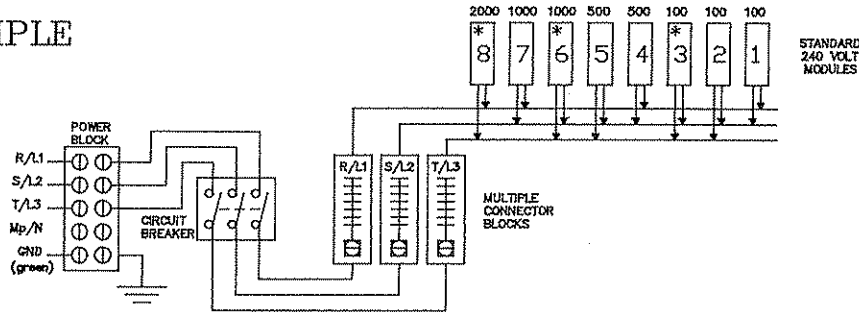 IPLE
2000 1000 1000 500 500 100 100 100
* * *
8 7 6 5 4 3 2 1
STANDARD
240 VOLT
MODULES
POWER
BLOCK
R/L1
S/L2
T/L3
Mp/N
GND
(green)
CIRCUIT
BREAKER
R/L1 S/L2 T/L3
MULTIPLE
CONNECTOR
BLOCKS